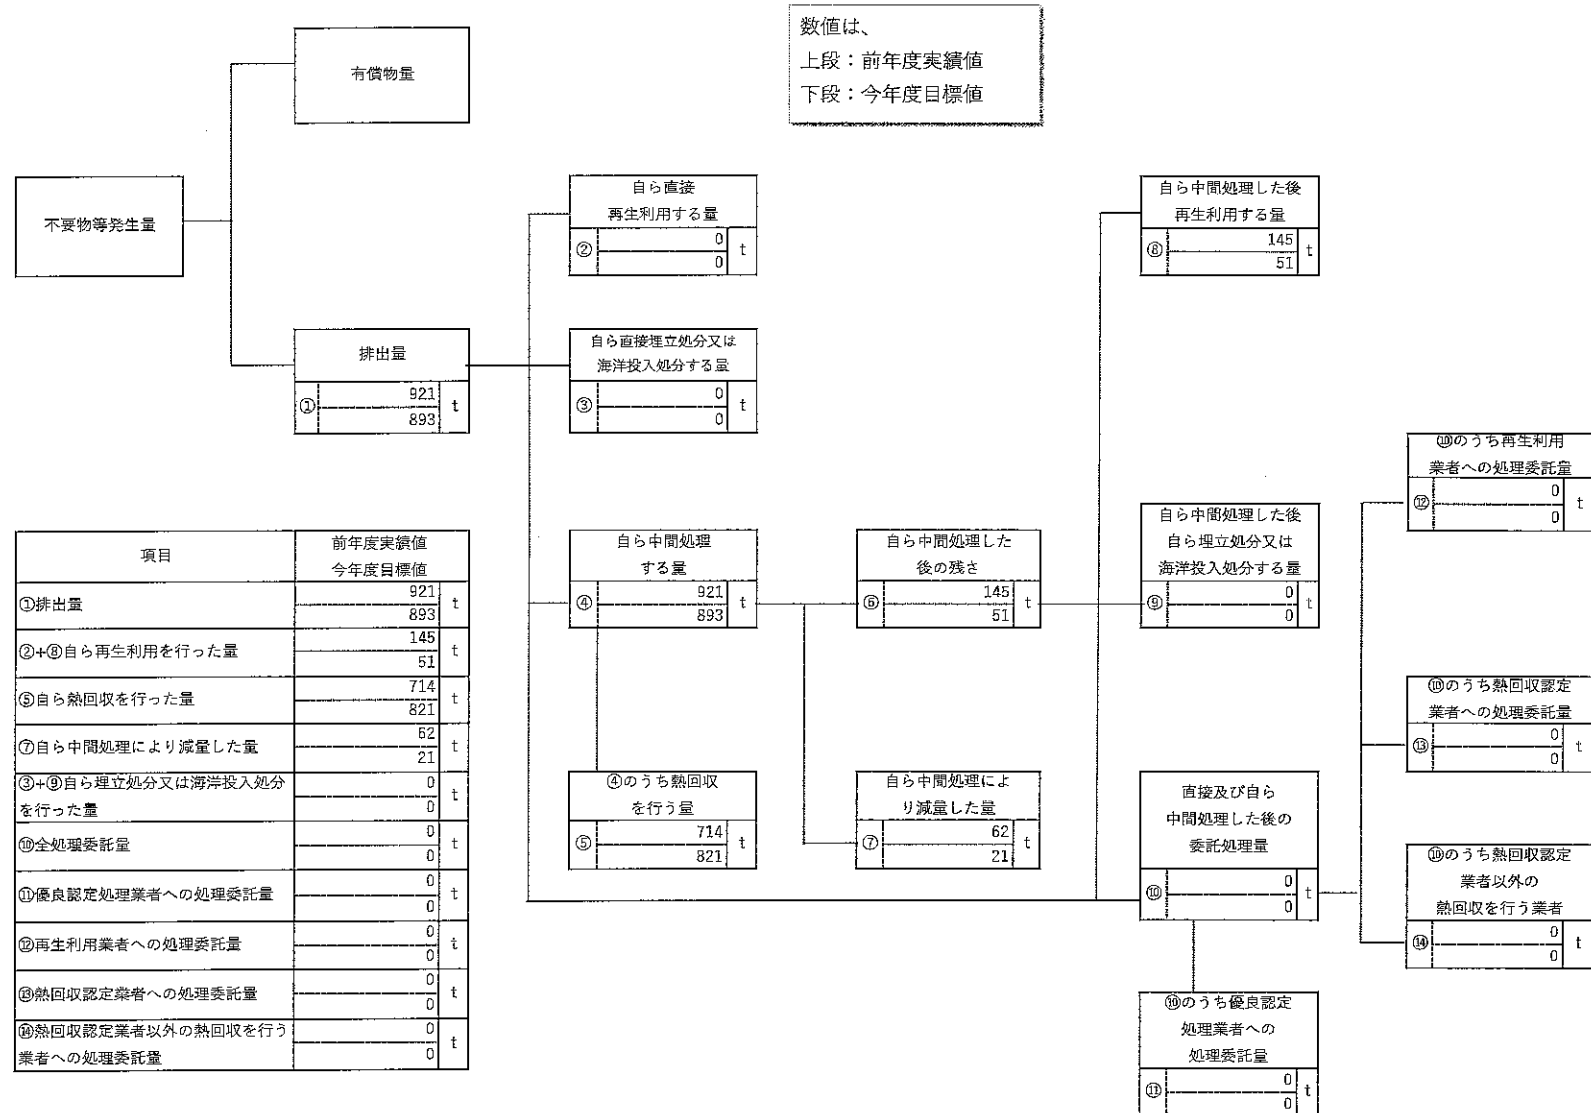 数値は、
上段：前年度実績値
下段：今年度目標値
有償物量
不要物等発生量
排出量
①
921
893
t
自ら直接
再生利用する量
②
0
0
t
自ら直接埋立処分又は
海洋投入処分する量
③
0
0
t
自ら中間処理
する量
④
921
893
t
④のうち熱回収
を行う量
⑤
714
821
t
自ら中間処理した
後の残さ
⑥
145
51
t
自ら中間処理によ
り減量した量
⑦
62
21
t
自ら中間処理した後
再生利用する量
⑧
145
51
t
自ら中間処理した後
自ら埋立処分又は
海洋投入処分する量
⑨
0
0
t
直接及び自ら
中間処理した後の
委託処理量
⑩
0
0
t
⑩のうち優良認定
処理業者への
処理委託量
⑪
0
0
t
⑩のうち再生利用
業者への処理委託量
⑫
0
0
t
⑩のうち熱回収認定
業者への処理委託量
⑬
0
0
t
⑩のうち熱回収認定
業者以外の
熱回収を行う業者
⑭
0
0
t
項目
前年度実績値
今年度目標値
①排出量
921
893
t
②+⑧自ら再生利用を行った量
145
51
t
⑤自ら熱回収を行った量
714
821
t
⑦自ら中間処理により減量した量
62
21
t
③+⑨自ら埋立処分又は海洋投入処分
を行った量
0
0
t
⑩全処理委託量
0
0
t
⑪優良認定処理業者への処理委託量
0
0
t
⑫再生利用業者への処理委託量
0
0
t
⑬熱回収認定業者への処理委託量
0
0
t
⑭熱回収認定業者以外の熱回収を行う
業者への処理委託量
0
0
t